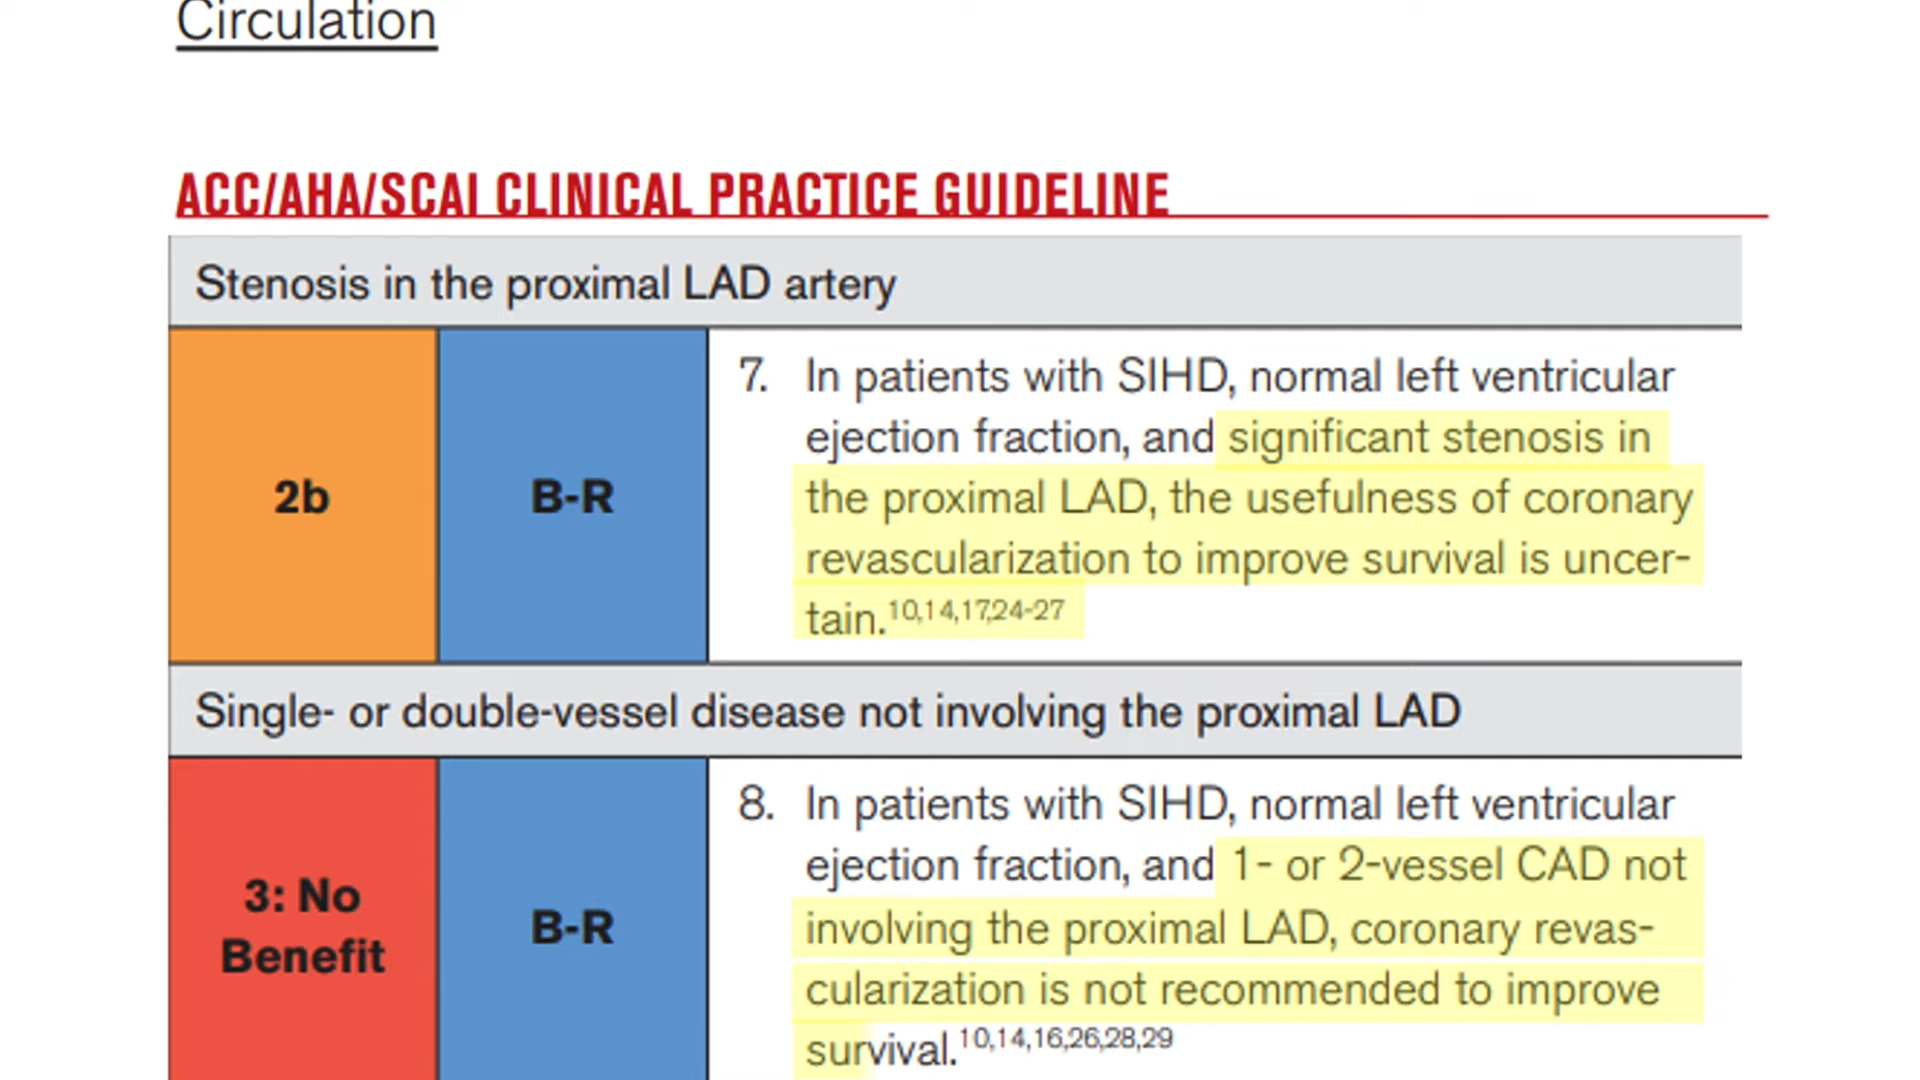 Circulation
ACC/AHA/SCAI CLINICAL PRACTICE GUIDELINE
Stenosis in the proximal LAD artery
2b
B-R
7. In patients with SIHD, normal left ventricular
ejection fraction, and significant stenosis in
the proximal LAD, the usefulness of coronary
revascularization to improve survival is uncer-
tain.10,14,17,24-27
Single- or double-vessel disease not involving the proximal LAD
3: No
Benefit
B-R
8. In patients with SIHD, normal left ventricular
ejection fraction, and 1- or 2-vessel CAD not
involving the proximal LAD, coronary revas-
cularization is not recommended to improve
survival.10,14,16,26,28,29